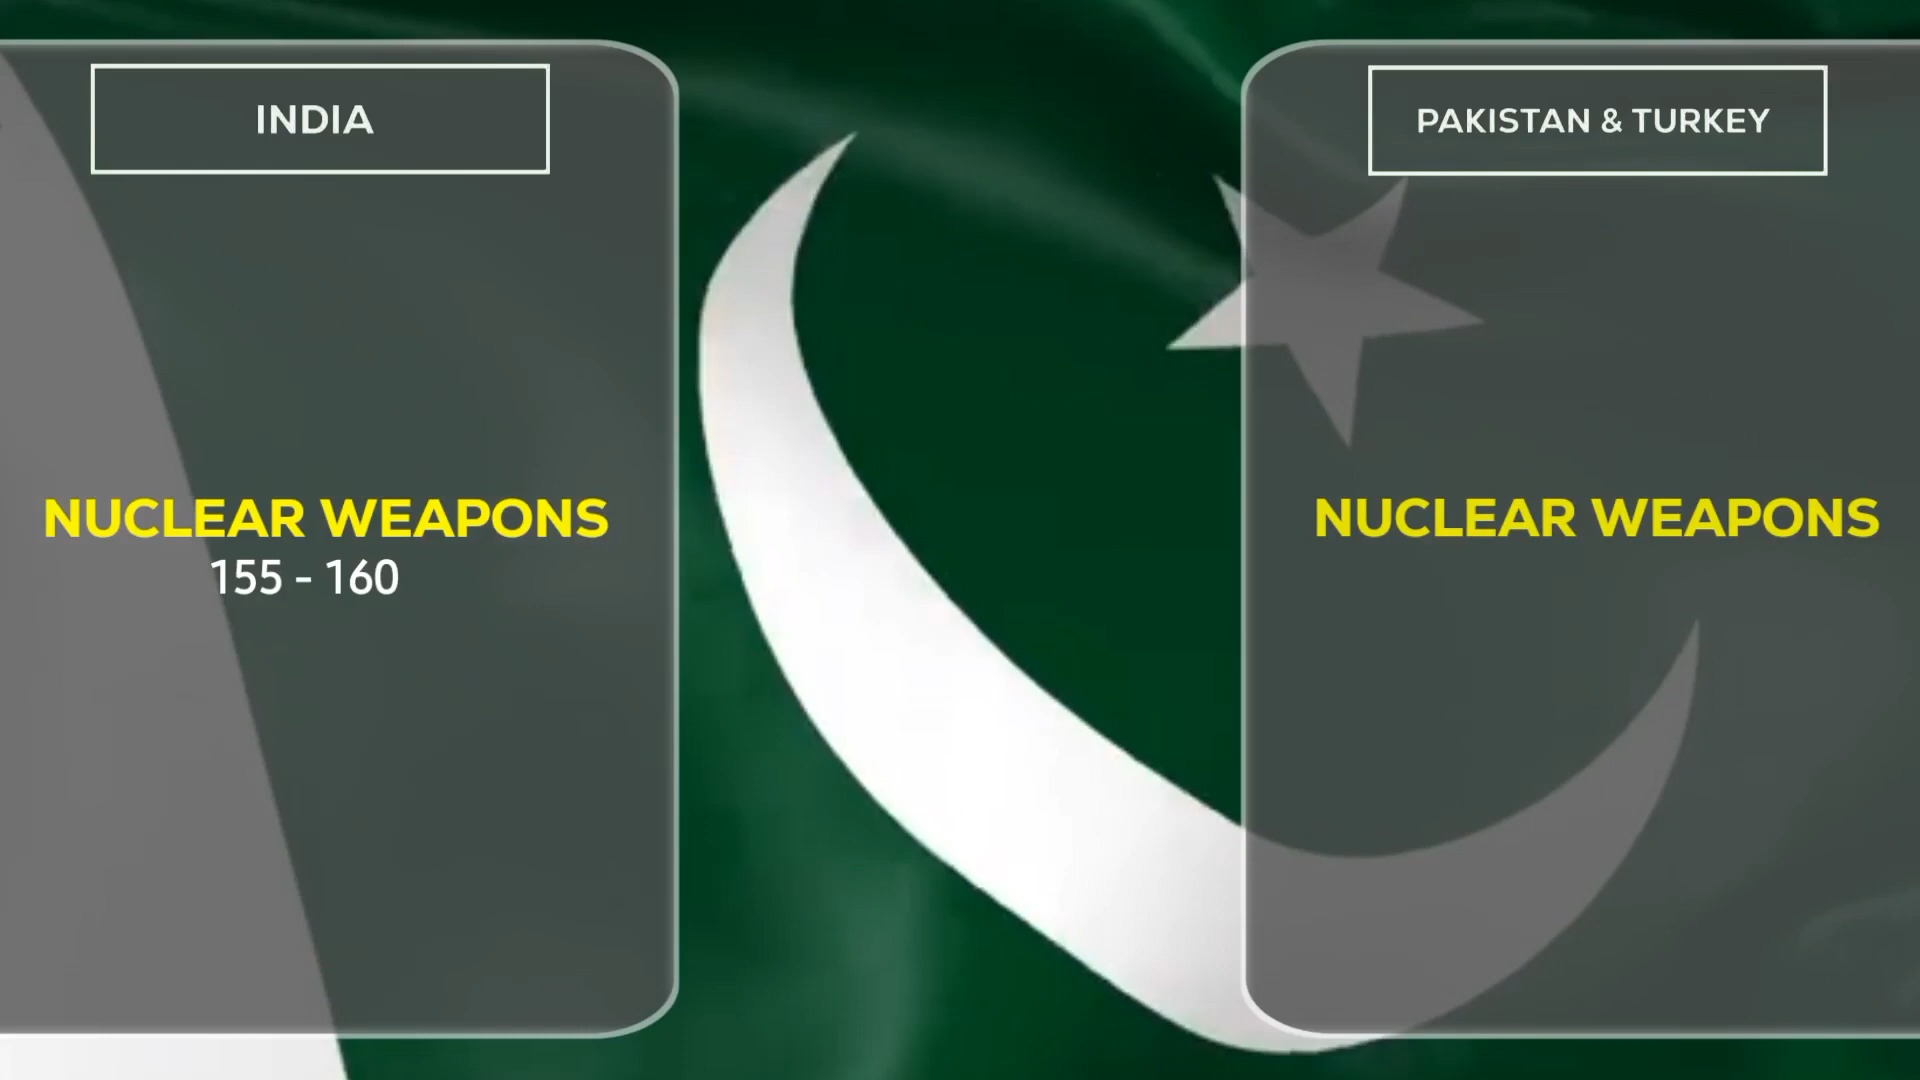 INDIA
NUCLEAR WEAPONS
155 - 160
PAKISTAN & TURKEY
NUCLEAR WEAPONS